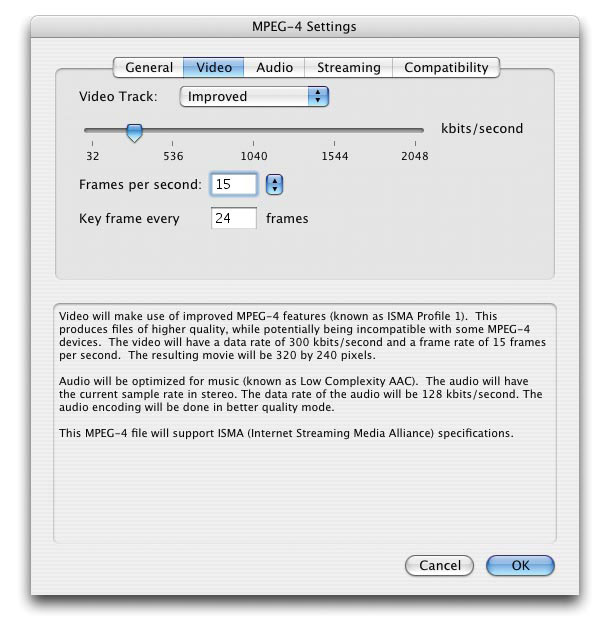 MPEG-4 Settings
General Video Audio Streaming Compatibility
Video Track: Improved
kbits/second
32 536 1040 1544 2048
Frames per second: 15
Key frame every 24 frames
Video will make use of improved MPEG-4 features (known as ISMA Profile 1). This
produces files of higher quality, while potentially being incompatible with some MPEG-4
devices. The video will have a data rate of 300 kbits/second and a frame rate of 15 frames
per second. The resulting movie will be 320 by 240 pixels.
Audio will be optimized for music (known as Low Complexity AAC). The audio will have
the current sample rate in stereo. The data rate of the audio will be 128 kbits/second. The
audio encoding will be done in better quality mode.
This MPEG-4 file will support ISMA (Internet Streaming Media Alliance) specifications.
Cancel OK